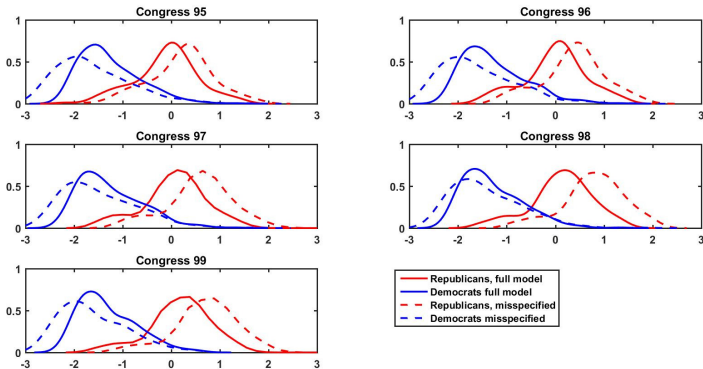 Congress 95
1
0.5
0
-3 -2 -1 0 1 2 3
Congress 96
1
0.5
0
-3 -2 -1 0 1 2 3
Congress 97
1
0.5
0
-3 -2 -1 0 1 2 3
Congress 98
1
0.5
0
-3 -2 -1 0 1 2 3
Congress 99
1
0.5
0
-3 -2 -1 0 1 2 3
Republicans, full model
Democrats full model
Republicans, misspecified
Democrats misspecified